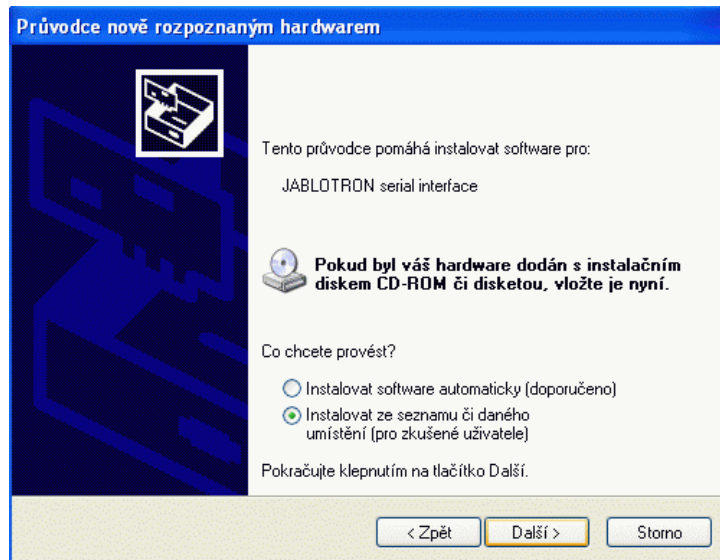 Průvodce nově rozpoznaným hardwarem
Tento průvodce pomáhá instalovat software pro:
JABLOTRON serial interface
Pokud byl váš hardware dodán s instalačním
diskem CD-ROM či disketou, vložte je nyní.
Co chcete provést?
Instalovat software automaticky (doporučeno)
Instalovat ze seznamu či daného
umístění (pro zkušené uživatele)
Pokračujte klepnutím na tlačítko Další.
< Zpět
Další >
Storno